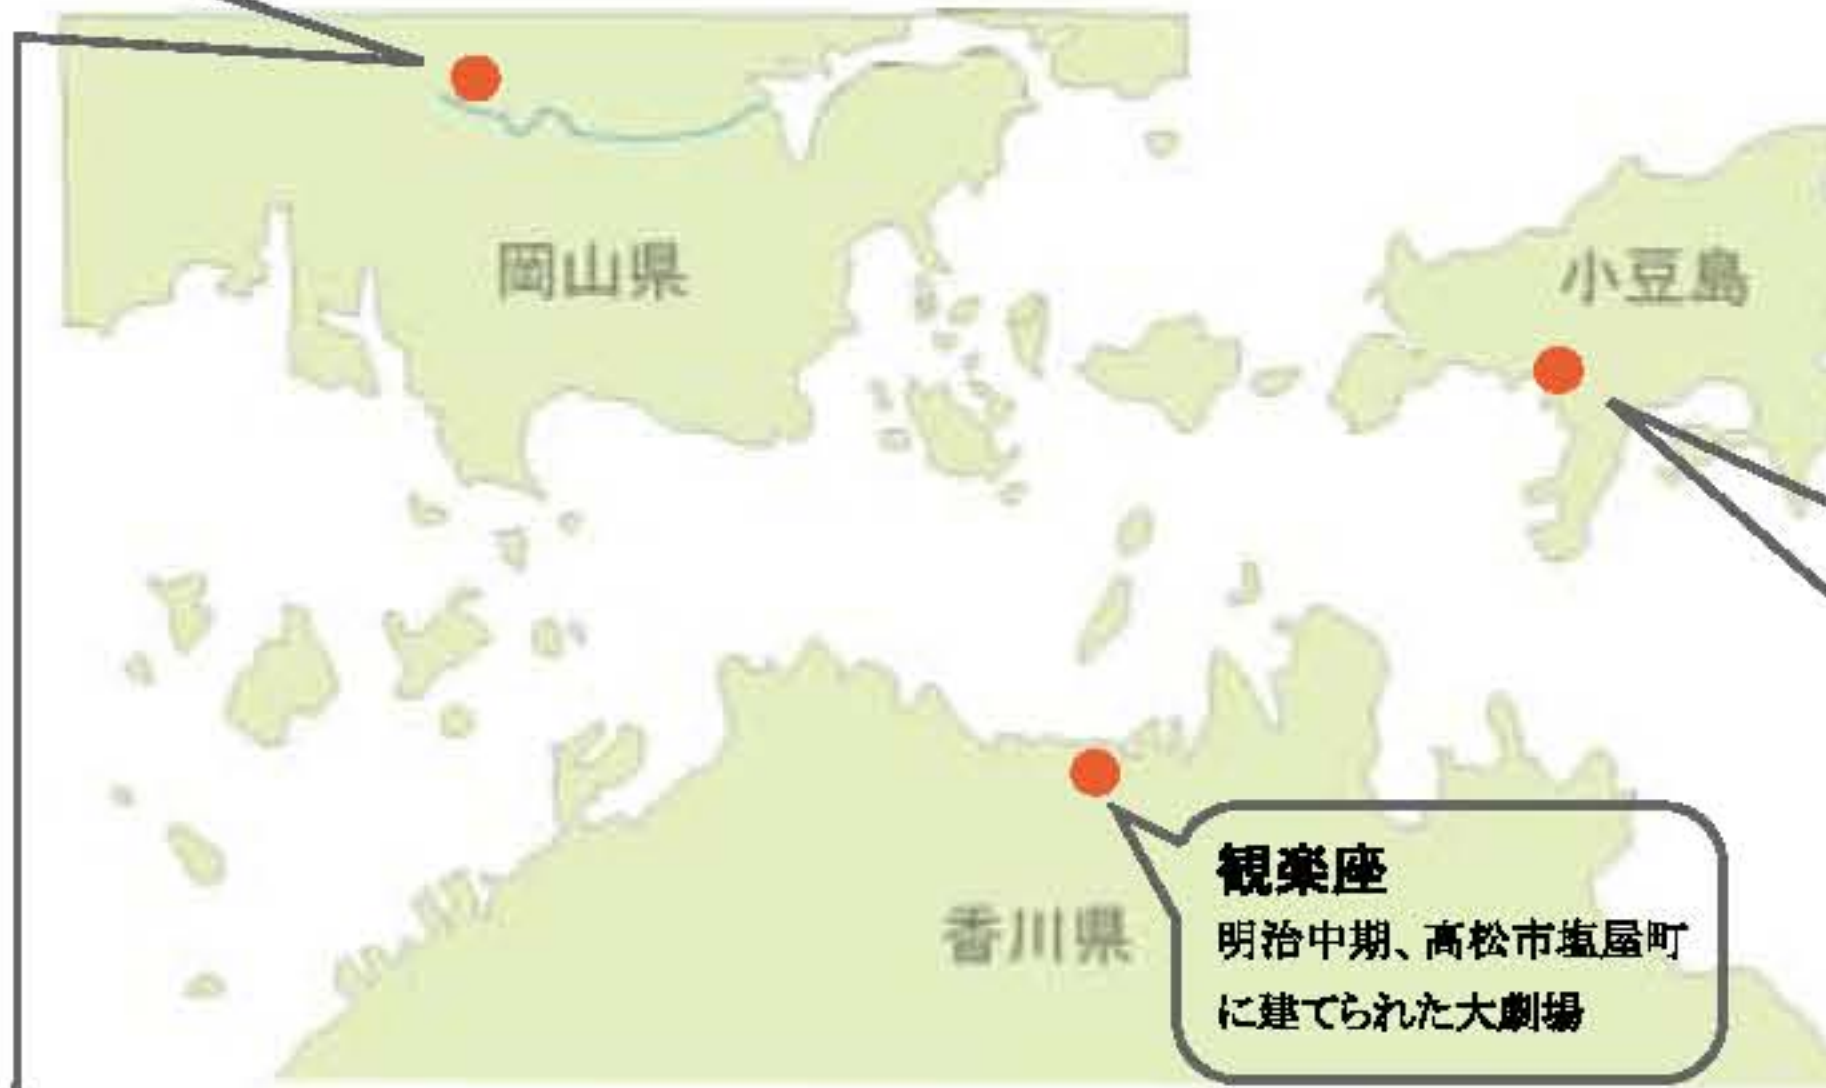 岡山県
小豆島
観楽座
明治中期、高松市塩屋町
に建てられた大劇場
香川県